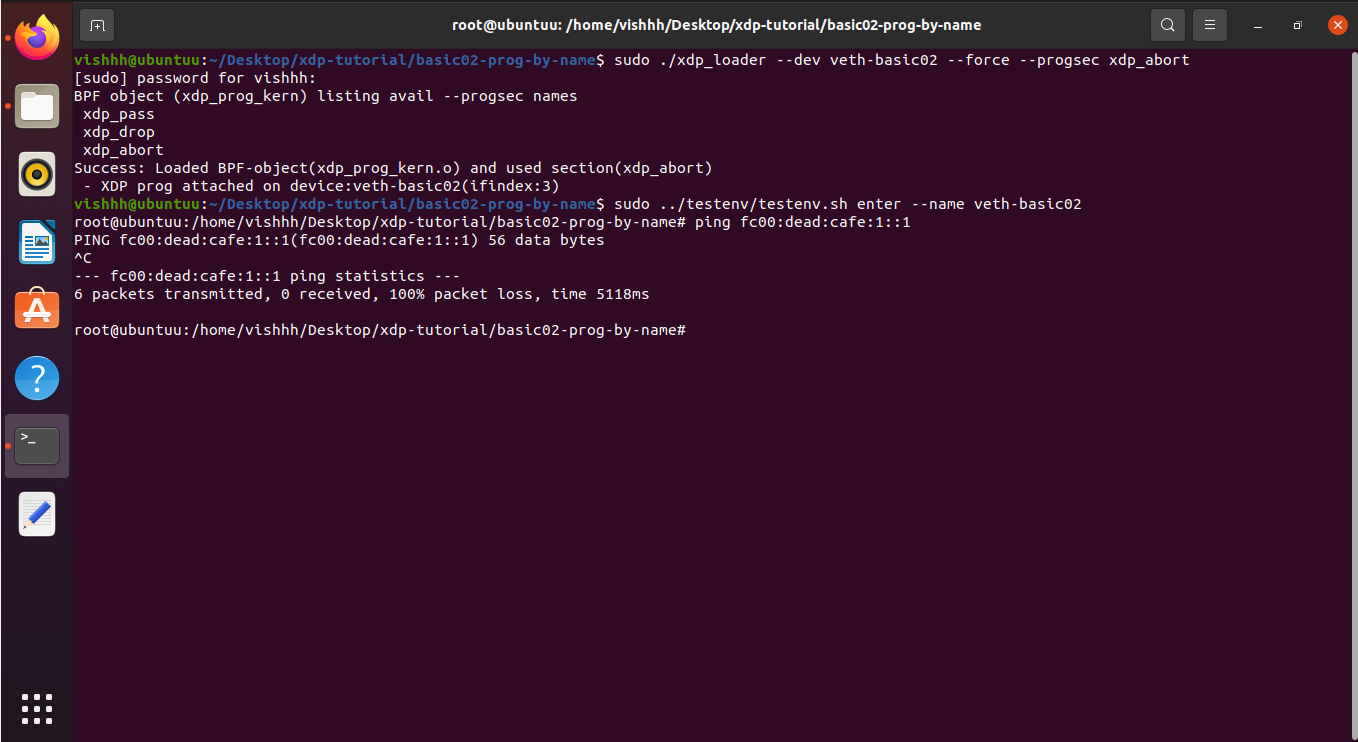 root@ubuntuu: /home/vishhh/Desktop/xdp-tutorial/basic02-prog-by-name
vishhh@ubuntuu:~/Desktop/xdp-tutorial/basic02-prog-by-name$ sudo ./xdp_loader --dev veth-basic02 --force --progsec xdp_abort
[sudo] password for vishhh:
BPF object (xdp_prog_kern) listing avail --progsec names
 xdp_pass
 xdp_drop
 xdp_abort
Success: Loaded BPF-object(xdp_prog_kern.o) and used section(xdp_abort)
 - XDP prog attached on device:veth-basic02(ifindex:3)
vishhh@ubuntuu:~/Desktop/xdp-tutorial/basic02-prog-by-name$ sudo ../testenv/testenv.sh enter --name veth-basic02
root@ubuntuu:/home/vishhh/Desktop/xdp-tutorial/basic02-prog-by-name# ping fc00:dead:cafe:1::1
PING fc00:dead:cafe:1::1(fc00:dead:cafe:1::1) 56 data bytes
^C
--- fc00:dead:cafe:1::1 ping statistics ---
6 packets transmitted, 0 received, 100% packet loss, time 5118ms
root@ubuntuu:/home/vishhh/Desktop/xdp-tutorial/basic02-prog-by-name#